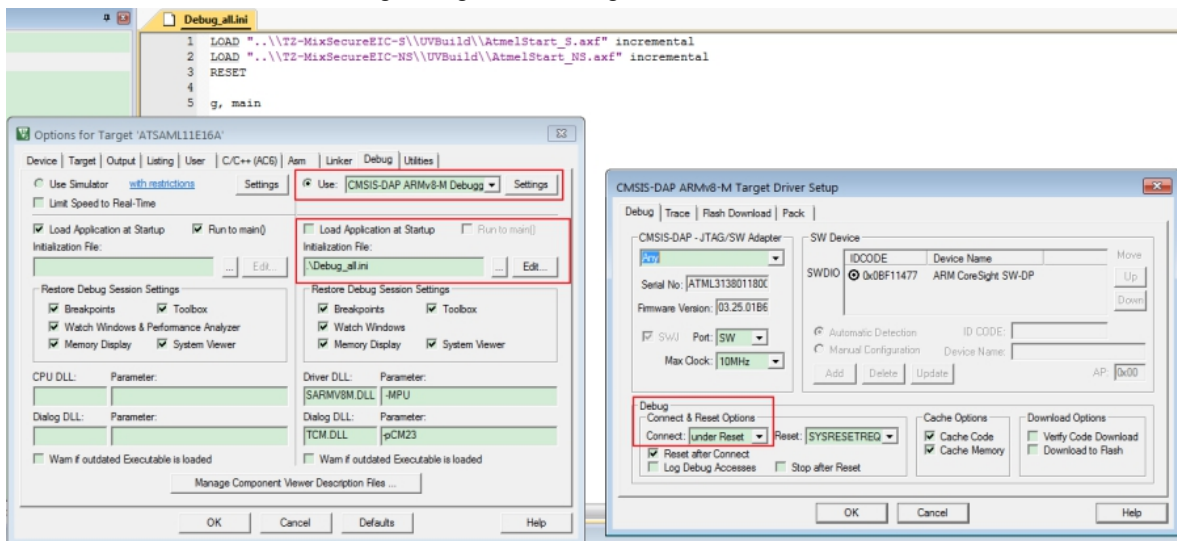 Debug_all.ini
1 LOAD "..\\TZ-MixSecureEIC-S\\UVBuild\\AtmelStart_S.axf" incremental
2 LOAD "..\\TZ-MixSecureEIC-NS\\UVBuild\\AtmelStart_NS.axf" incremental
3 RESET
4
5 g, main
Options for Target 'ATSAML11E16A'
Device | Target | Output | Listing | User | C/C++ (AC6) | Asm | Linker | Debug | Utilities
Use Simulator with restrictions Settings
Limit Speed to Real-Time
Load Application at Startup Run to main()
Initialization File:
... Edit...
Restore Debug Session Settings
Breakpoints Toolbox
Watch Windows & Performance Analyzer
Memory Display System Viewer
CPU DLL: Parameter:
Dialog DLL: Parameter:
Warn if outdated Executable is loaded
Use: CMSIS-DAP ARMv8-M Debugg Settings
Load Application at Startup Run to main()
Initialization File:
.\Debug_all.ini ... Edit...
Restore Debug Session Settings
Breakpoints Toolbox
Watch Windows
Memory Display System Viewer
Driver DLL: Parameter:
SARMV8M.DLL -MPU
Dialog DLL: Parameter:
TCM.DLL -pCM23
Warn if outdated Executable is loaded
Manage Component Viewer Description Files ...
OK Cancel Defaults Help
CMSIS-DAP ARMv8-M Target Driver Setup
Debug | Trace | Flash Download | Pack
CMSIS-DAP - JTAG/SW Adapter
Any
Serial No: ATML313801180C
Firmware Version: 03.25.01B6
SWJ Port: SW
Max Clock: 10MHz
SW Device
IDCODE Device Name Move
SWDIO 0x0BF11477 ARM CoreSight SW-DP Up
Down
Automatic Detection ID CODE:
Manual Configuration Device Name:
Add Delete Update AP: 0x00
Debug
Connect & Reset Options
Connect: under Reset Reset: SYSRESETREQ
Reset after Connect
Log Debug Accesses Stop after Reset
Cache Options
Cache Code
Cache Memory
Download Options
Verify Code Download
Download to Flash
OK Cancel Help